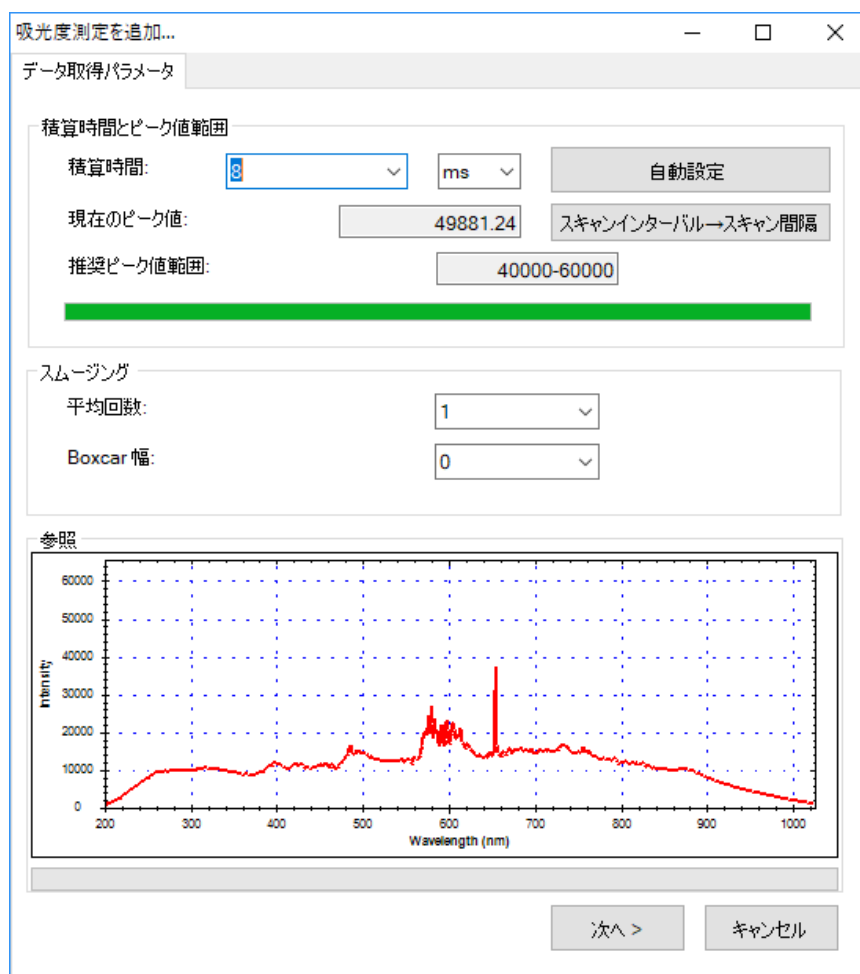 吸光度測定を追加...
データ取得パラメータ
積算時間とピーク値範囲
積算時間: 8 ms 自動設定
現在のピーク値: 49881.24 スキャンインターバル→スキャン間隔
推奨ピーク値範囲: 40000-60000
スムージング
平均回数: 1
Boxcar 幅: 0
参照
60000
50000
40000
30000
20000
10000
0
Intensity
200 300 400 500 600 700 800 900 1000
Wavelength (nm)
次へ > キャンセル